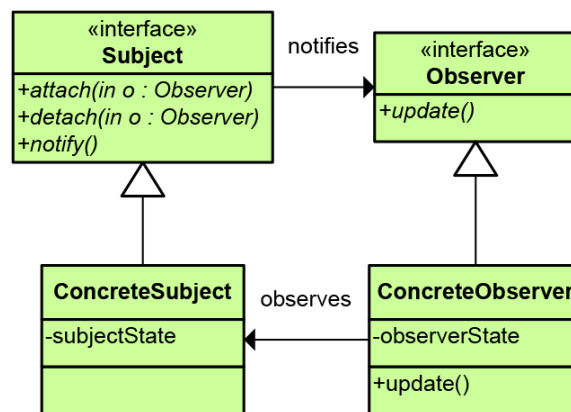 «interface»
Subject
+attach(in o : Observer)
+detach(in o : Observer)
+notify()
notifies
«interface»
Observer
+update()
ConcreteSubject
-subjectState
observes
ConcreteObserver
-observerState
+update()